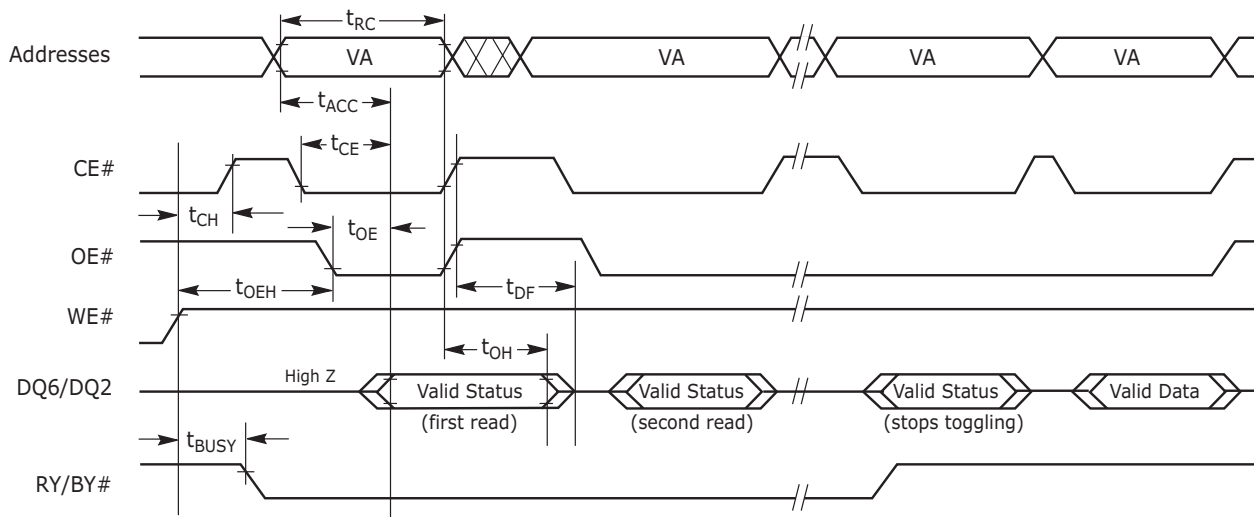 tRC
Addresses VA VA VA VA
tACC
tCE
CE#
tCH tOE
OE#
tOEH tDF
WE#
tOH
DQ6/DQ2 High Z Valid Status Valid Status Valid Status Valid Data
(first read) (second read) (stops toggling)
tBUSY
RY/BY#